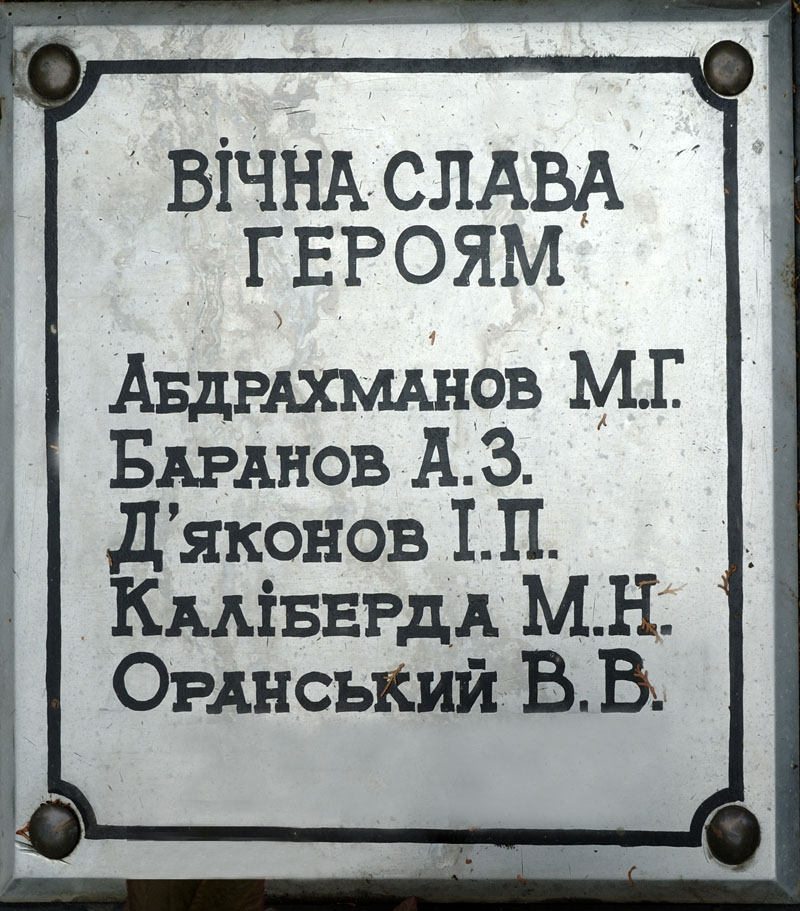 ВІЧНА СЛАВА
ГЕРОЯМ
Абдрахманов М.Г.
Баранов А.З.
Д'яконов І.П.
Каліберда М.Н.
Оранський В.В.